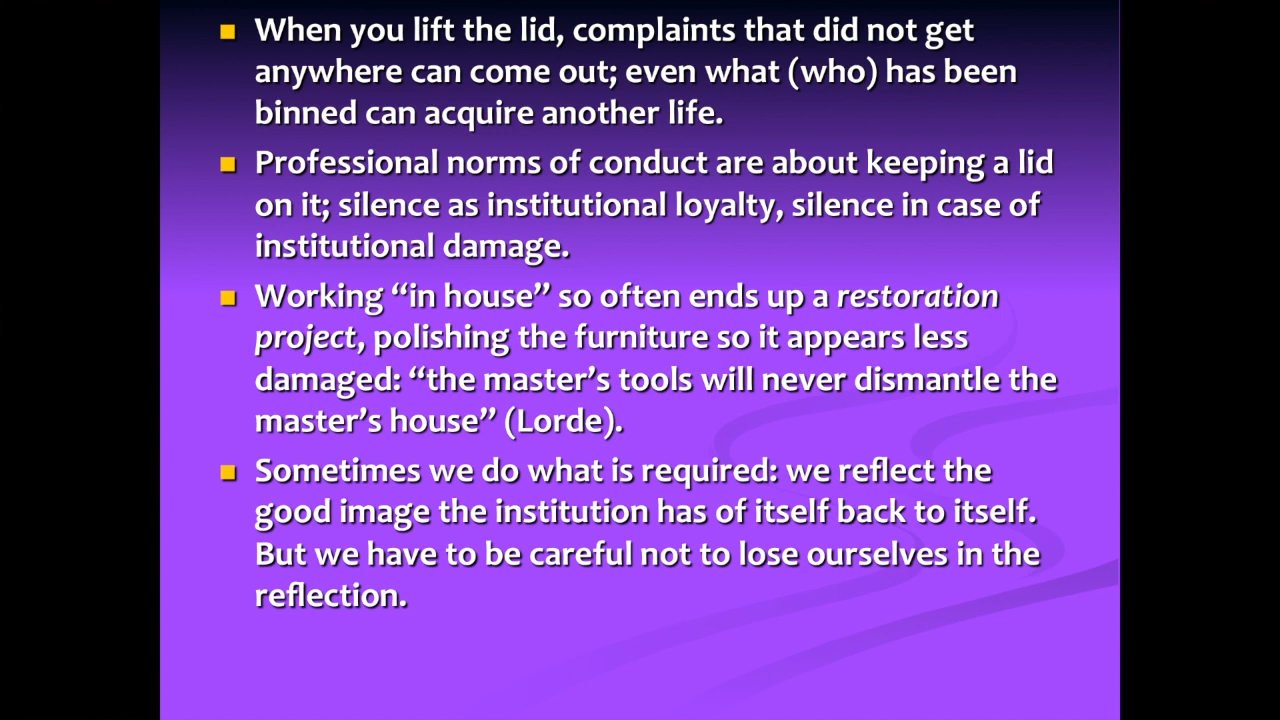 When you lift the lid, complaints that did not get
anywhere can come out; even what (who) has been
binned can acquire another life.
Professional norms of conduct are about keeping a lid
on it; silence as institutional loyalty, silence in case of
institutional damage.
Working “in house” so often ends up a restoration
project, polishing the furniture so it appears less
damaged: “the master’s tools will never dismantle the
master’s house” (Lorde).
Sometimes we do what is required: we reflect the
good image the institution has of itself back to itself.
But we have to be careful not to lose ourselves in the
reflection.